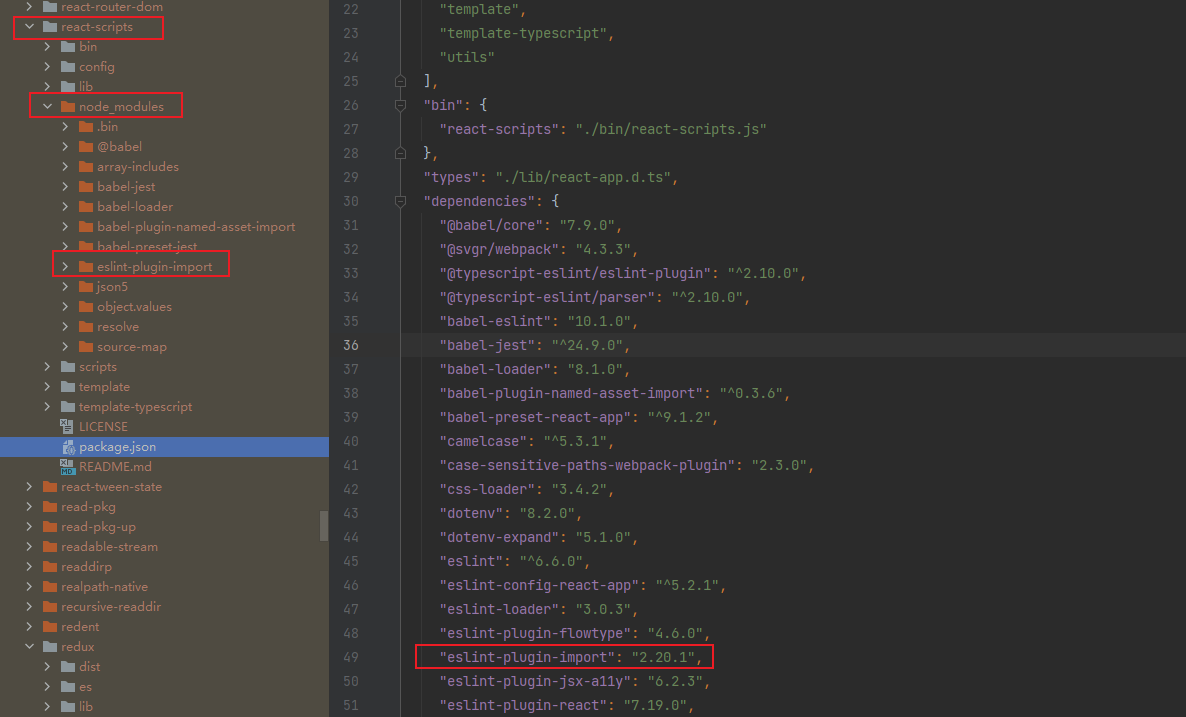 react-router-dom
react-scripts
bin
config
lib
node_modules
.bin
@babel
array-includes
babel-jest
babel-loader
babel-plugin-named-asset-import
babel-preset-jest
eslint-plugin-import
json5
object.values
resolve
source-map
scripts
template
template-typescript
LICENSE
package.json
README.md
react-tween-state
read-pkg
read-pkg-up
readable-stream
readdirp
realpath-native
recursive-readdir
redent
redux
dist
es
lib
22 "template",
23 "template-typescript",
24 "utils"
25 ],
26 "bin": {
27 "react-scripts": "./bin/react-scripts.js"
28 },
29 "types": "./lib/react-app.d.ts",
30 "dependencies": {
31 "@babel/core": "7.9.0",
32 "@svgr/webpack": "4.3.3",
33 "@typescript-eslint/eslint-plugin": "^2.10.0",
34 "@typescript-eslint/parser": "^2.10.0",
35 "babel-eslint": "10.1.0",
36 "babel-jest": "^24.9.0",
37 "babel-loader": "8.1.0",
38 "babel-plugin-named-asset-import": "^0.3.6",
39 "babel-preset-react-app": "^9.1.2",
40 "camelcase": "^5.3.1",
41 "case-sensitive-paths-webpack-plugin": "2.3.0",
42 "css-loader": "3.4.2",
43 "dotenv": "8.2.0",
44 "dotenv-expand": "5.1.0",
45 "eslint": "^6.6.0",
46 "eslint-config-react-app": "^5.2.1",
47 "eslint-loader": "3.0.3",
48 "eslint-plugin-flowtype": "4.6.0",
49 "eslint-plugin-import": "2.20.1",
50 "eslint-plugin-jsx-a11y": "6.2.3",
51 "eslint-plugin-react": "7.19.0",